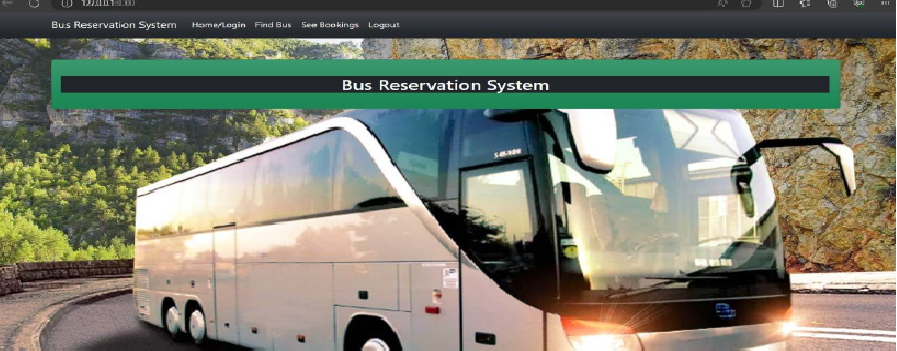 Bus Reservation System Home/Login Find Bus See Bookings Logout
Bus Reservation System